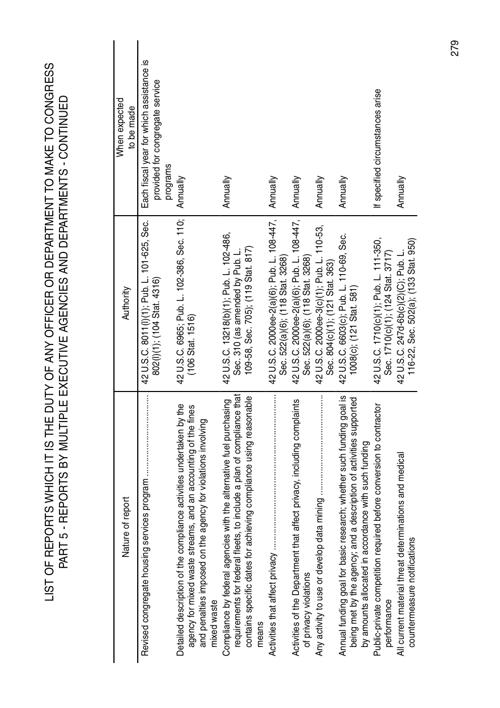 LIST OF REPORTS WHICH IT IS THE DUTY OF ANY OFFICER OR DEPARTMENT TO MAKE TO CONGRESS
PART 5 - REPORTS BY MULTIPLE EXECUTIVE AGENCIES AND DEPARTMENTS - CONTINUED
Nature of report
Authority
When expected
to be made
Revised congregate housing services program
42 U.S.C. 8011(l)(1); Pub. L. 101-625, Sec.
802(l)(1); (104 Stat. 4316)
Each fiscal year for which assistance is
provided for congregate service
programs
Detailed description of the compliance activities undertaken by the
agency for mixed waste streams, and an accounting of the fines
and penalties imposed on the agency for violations involving
mixed waste
42 U.S.C. 6965; Pub. L. 102-386, Sec. 110;
(106 Stat. 1516)
Annually
Compliance by federal agencies with the alternative fuel purchasing
requirements for federal fleets, to include a plan of compliance that
contains specific dates for achieving compliance using reasonable
means
42 U.S.C. 13218(b)(1); Pub. L. 102-486,
Sec. 310 (as amended by Pub. L.
109-58, Sec. 705); (119 Stat. 817)
Annually
Activities that affect privacy
42 U.S.C. 2000ee-2(a)(6); Pub. L. 108-447,
Sec. 522(a)(6); (118 Stat. 3268)
Annually
Activities of the Department that affect privacy, including complaints
of privacy violations
42 U.S.C. 2000ee-2(a)(6); Pub. L. 108-447,
Sec. 522(a)(6); (118 Stat. 3268)
Annually
Any activity to use or develop data mining
42 U.S.C. 2000ee-3(c)(1); Pub. L. 110-53,
Sec. 804(c)(1); (121 Stat. 363)
Annually
Annual funding goal for basic research; whether such funding goal is
being met by the agency; and a description of activities supported
by amounts allocated in accordance with such funding
42 U.S.C. 6603(c); Pub. L. 110-69, Sec.
1008(c); (121 Stat. 581)
Annually
Public-private competition required before conversion to contractor
performance
42 U.S.C. 1710(c)(1); Pub. L. 111-350,
Sec. 1710(c)(1); (124 Stat. 3717)
If specified circumstances arise
All current material threat determinations and medical
countermeasure notifications
42 U.S.C. 247d-6b(c)(2)(C); Pub. L.
116-22, Sec. 502(a); (133 Stat. 950)
Annually
279